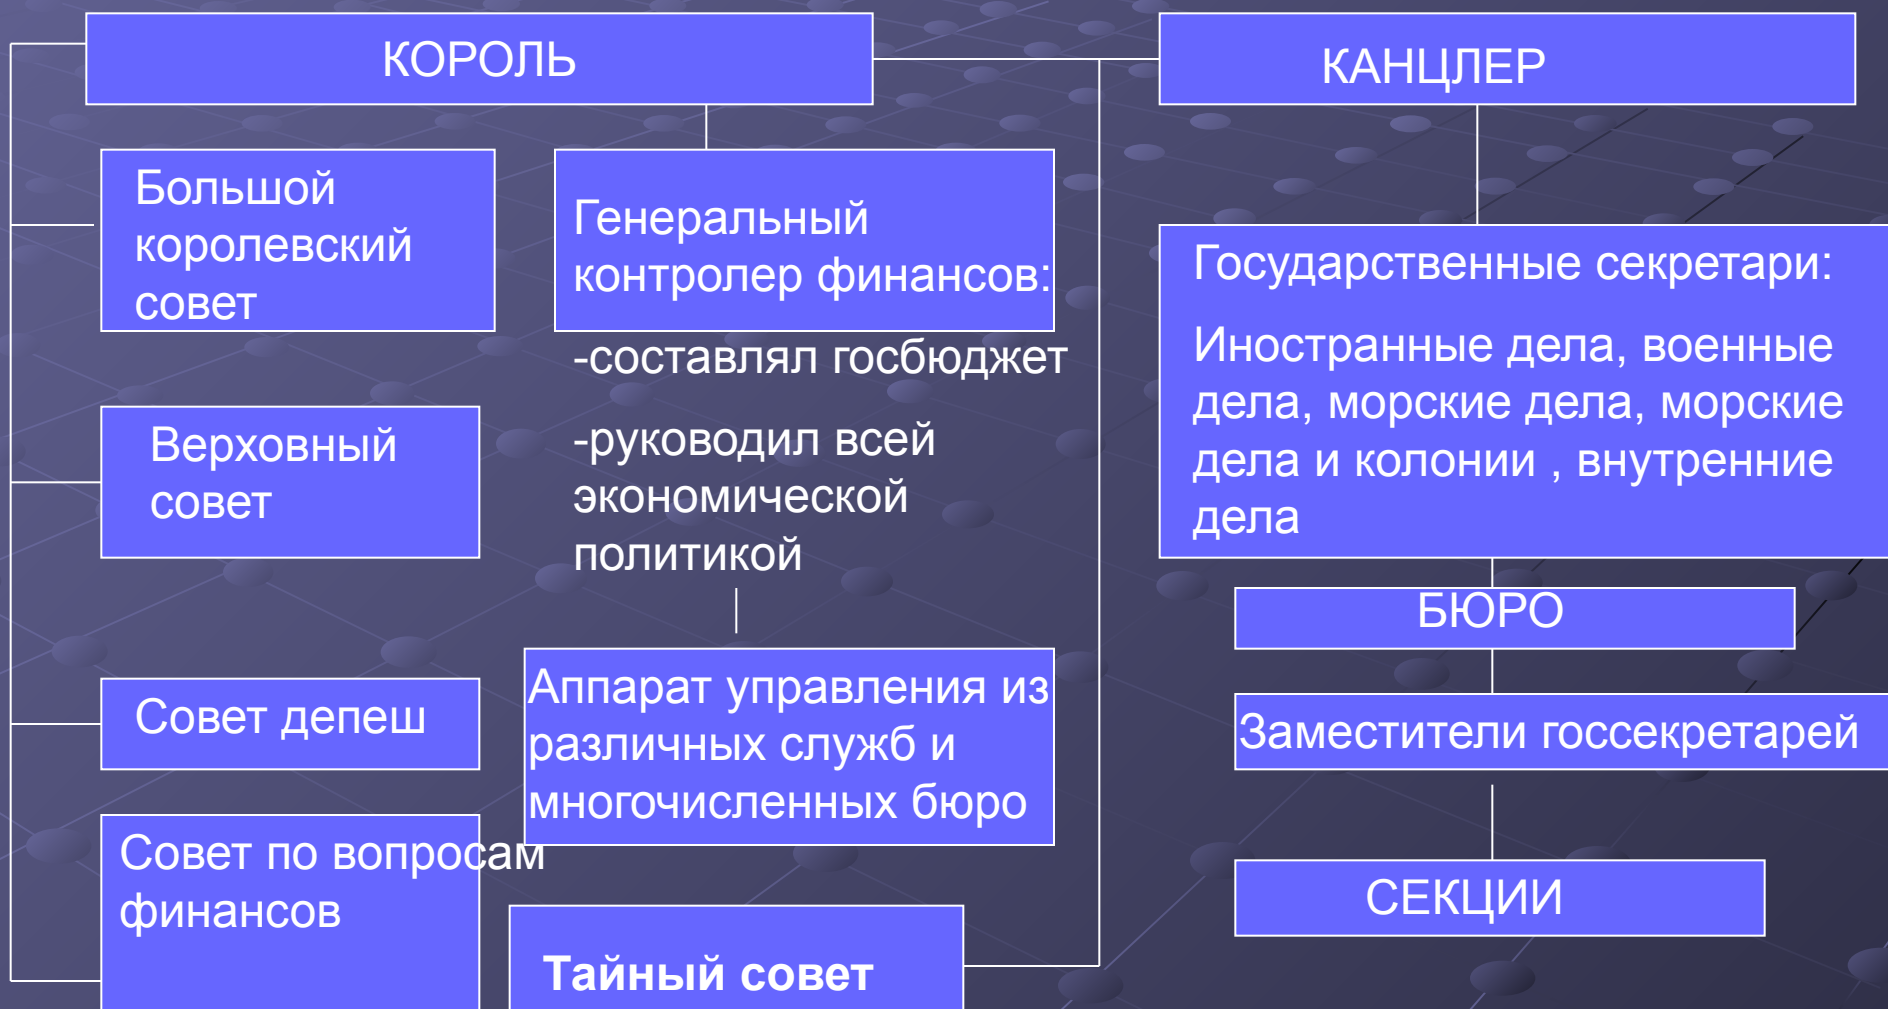 КОРОЛЬ
КАНЦЛЕР
Большой
королевский
совет
Генеральный
контролер финансов:
-составлял госбюджет
-руководил всей
экономической
политикой
Государственные секретари:
Иностранные дела, военные
дела, морские дела, морские
дела и колонии , внутренние
дела
Верховный
совет
БЮРО
Совет депеш
Аппарат управления из
различных служб и
многочисленных бюро
Заместители госсекретарей
Совет по вопросам
финансов
СЕКЦИИ
Тайный совет